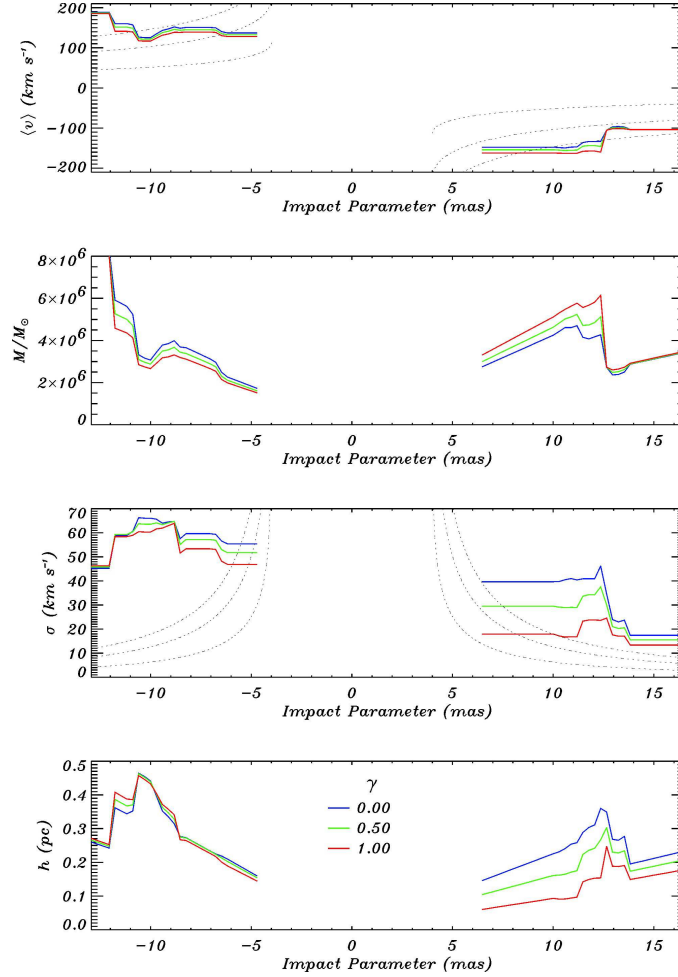 200
100
0
−100
−200
⟨v⟩ (km s⁻¹)
−10 −5 0 5 10 15
Impact Parameter (mas)
8×10⁶
6×10⁶
4×10⁶
2×10⁶
0
M/M☉
−10 −5 0 5 10 15
Impact Parameter (mas)
70
60
50
40
30
20
10
0
σ (km s⁻¹)
−10 −5 0 5 10 15
Impact Parameter (mas)
0.5
0.4
0.3
0.2
0.1
0.0
h (pc)
γ
0.00
0.50
1.00
−10 −5 0 5 10 15
Impact Parameter (mas)